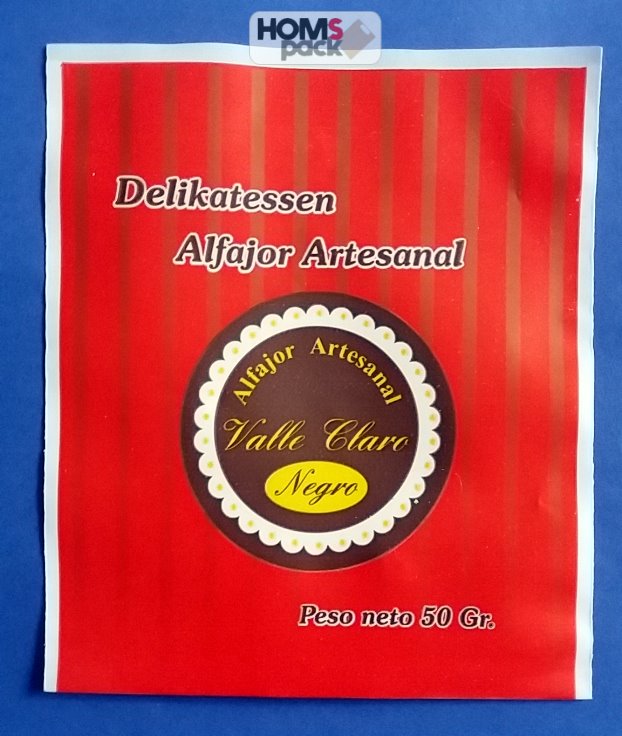 HOMS
pack
Delikatessen
Alfajor Artesanal
Alfajor Artesanal
Valle Claro
Negro
Peso neto 50 Gr.